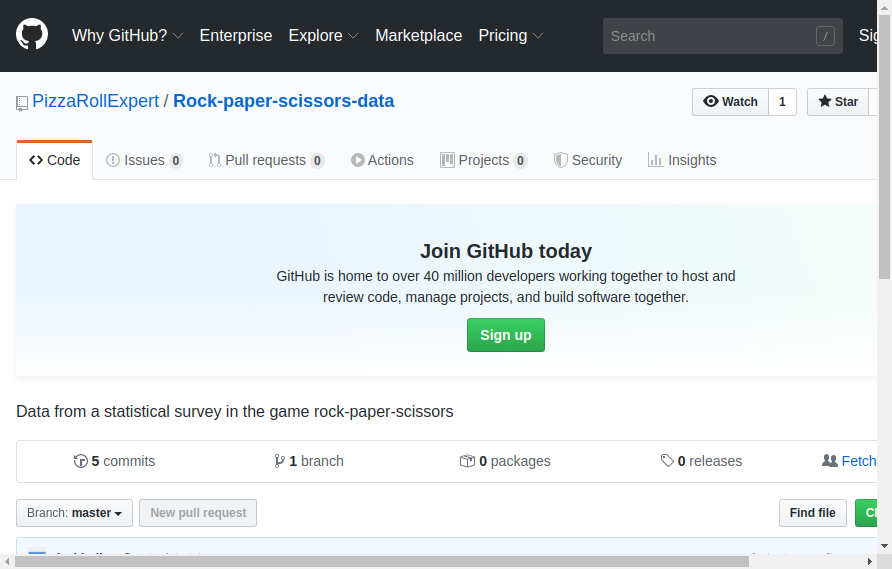 Why GitHub? Enterprise Explore Marketplace Pricing Search /
PizzaRollExpert / Rock-paper-scissors-data Watch 1 Star
Code Issues 0 Pull requests 0 Actions Projects 0 Security Insights
Join GitHub today
GitHub is home to over 40 million developers working together to host and
review code, manage projects, and build software together.
Sign up
Data from a statistical survey in the game rock-paper-scissors
5 commits 1 branch 0 packages 0 releases Fetch
Branch: master New pull request Find file